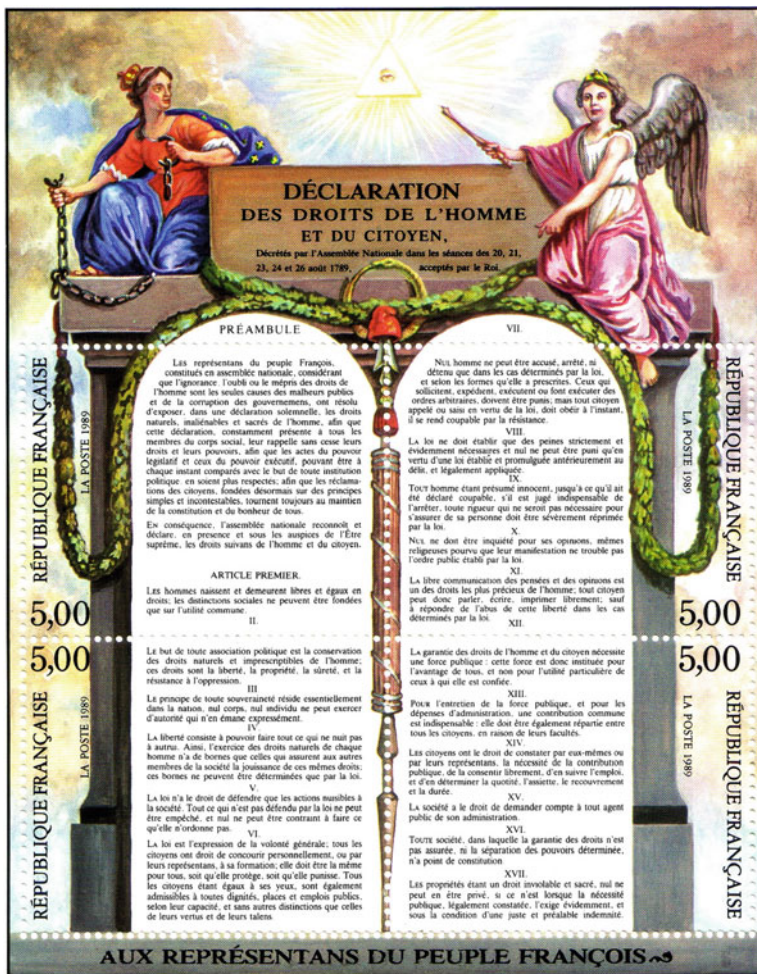 DÉCLARATION
DES DROITS DE L'HOMME
ET DU CITOYEN,
Décrétés par l'Assemblée Nationale dans les séances des 20, 21,
23, 24 et 26 août 1789, acceptés par le Roi.
PRÉAMBULE
LES représentans du peuple François,
constitués en assemblée nationale, considérant
que l'ignorance, l'oubli ou le mépris des droits de
l'homme sont les seules causes des malheurs publics
et de la corruption des gouvernemens, ont résolu
d'exposer, dans une déclaration solemnelle, les droits
naturels, inaliénables et sacrés de l'homme, afin que
cette déclaration, constamment présente à tous les
membres du corps social, leur rappelle sans cesse leurs
droits et leurs devoirs,
législatif et ceux du pouvoir exécutif, pouvant être à
chaque instant comparés avec le but de toute institution
politique, en soient plus respectés; afin que les réclama-
tions des citoyens, fondées désormais sur des principes
simples et incontestables, tournent toujours au maintien
de la constitution et du bonheur de tous.
EN conséquence, l'assemblée nationale reconnoît et
déclare, en presence et sous les auspices de l'Être
suprême, les droits suivans de l'homme et du citoyen.
ARTICLE PREMIER.
LES hommes naissent et demeurent libres et égaux en
droits; les distinctions sociales ne peuvent être fondées
que sur l'utilité commune.
II.
LE but de toute association politique est la conservation
des droits naturels et imprescriptibles de l'homme;
ces droits sont la liberté, la propriété, la sûreté, et la
résistance à l'oppression.
III
LE principe de toute souveraineté réside essentiellement
dans la nation, nul corps, nul individu ne peut exercer
d'autorité qui n'en émane expressément.
IV.
LA liberté consiste à pouvoir faire tout ce qui ne nuit pas
à autrui. Ainsi, l'exercice des droits naturels de chaque
homme n'a de bornes que celles qui assurent aux autres
membres de la société la jouissance de ces mêmes droits;
ces bornes ne peuvent être déterminées que par la loi.
V.
LA loi n'a le droit de défendre que les actions nuisibles à
la société. Tout ce qui n'est pas défendu par la loi ne peut
être empêché, et nul ne peut être contraint à faire ce
qu'elle n'ordonne pas.
VI.
LA loi est l'expression de la volonté générale; tous les
citoyens ont droit de concourir personnellement, ou par
leurs représentans, à sa formation; elle doit être la même
pour tous, soit qu'elle protège, soit qu'elle punisse. Tous
les citoyens étant égaux à ses yeux, sont également
admissibles à toutes dignités, places et emplois publics,
selon leur capacité, et sans autres distinctions que celles
de leurs vertus et de leurs talens.
VII.
NUL homme ne peut être accusé, arrêté, ni
détenu que dans les cas déterminés par la loi,
et selon les formes qu'elle a prescrites. Ceux qui
sollicitent, expédient, exécutent ou font exécuter des
ordres arbitraires, doivent être punis; mais tout citoyen
appelé ou saisi en vertu de la loi, doit obéir à l'instant,
il se rend coupable par la résistance.
VIII.
LA loi ne doit établir que des peines strictement et
évidemment nécessaires et nul ne peut être puni qu'en
vertu d'une loi établie et promulguée antérieurement au
délit, et légalement appliquée.
IX.
TOUT homme étant présumé innocent, jusqu'à ce qu'il ait
été déclaré coupable, s'il est jugé indispensable de
l'arrêter, toute rigueur qui ne seroit pas nécessaire pour
s'assurer de sa personne doit être sévèrement réprimée
par la loi.
X.
NUL ne doit être inquiété pour ses opinions, mêmes
religieuses pourvu que leur manifestation ne trouble pas
l'ordre public établi par la loi.
XI.
LA libre communication des pensées et des opinions est
un des droits les plus précieux de l'homme; tout citoyen
peut donc parler, écrire, imprimer librement; sauf
à répondre de l'abus de cette liberté dans les cas
déterminés par la loi.
XII.
LA garantie des droits de l'homme et du citoyen nécessite
une force publique : cette force est donc instituée pour
l'avantage de tous, et non pour l'utilité particulière de
ceux à qui elle est confiée.
XIII.
POUR l'entretien de la force publique, et pour les
dépenses d'administration, une contribution commune
est indispensable : elle doit être également répartie entre
tous les citoyens, en raison de leurs facultés.
XIV.
LES citoyens ont le droit de constater par eux-mêmes ou
par leurs représentans, la nécessité de la contribution
publique, de la consentir librement, d'en suivre l'emploi,
et d'en déterminer la quotité, l'assiette, le recouvrement
et la durée.
XV.
LA société a le droit de demander compte à tout agent
public de son administration.
XVI.
TOUTE société, dans laquelle la garantie des droits n'est
pas assurée, ni la séparation des pouvoirs déterminée,
n'a point de constitution.
XVII.
LES propriétés étant un droit inviolable et sacré, nul ne
peut en être privé, si ce n'est lorsque la nécessité
publique, légalement constatée, l'exige évidemment, et
sous la condition d'une juste et préalable indemnité.
RÉPUBLIQUE FRANÇAISE
LA POSTE 1989
5,00
RÉPUBLIQUE FRANÇAISE
LA POSTE 1989
5,00
5,00
RÉPUBLIQUE FRANÇAISE
LA POSTE 1989
5,00
RÉPUBLIQUE FRANÇAISE
LA POSTE 1989
AUX REPRÉSENTANS DU PEUPLE FRANÇOIS